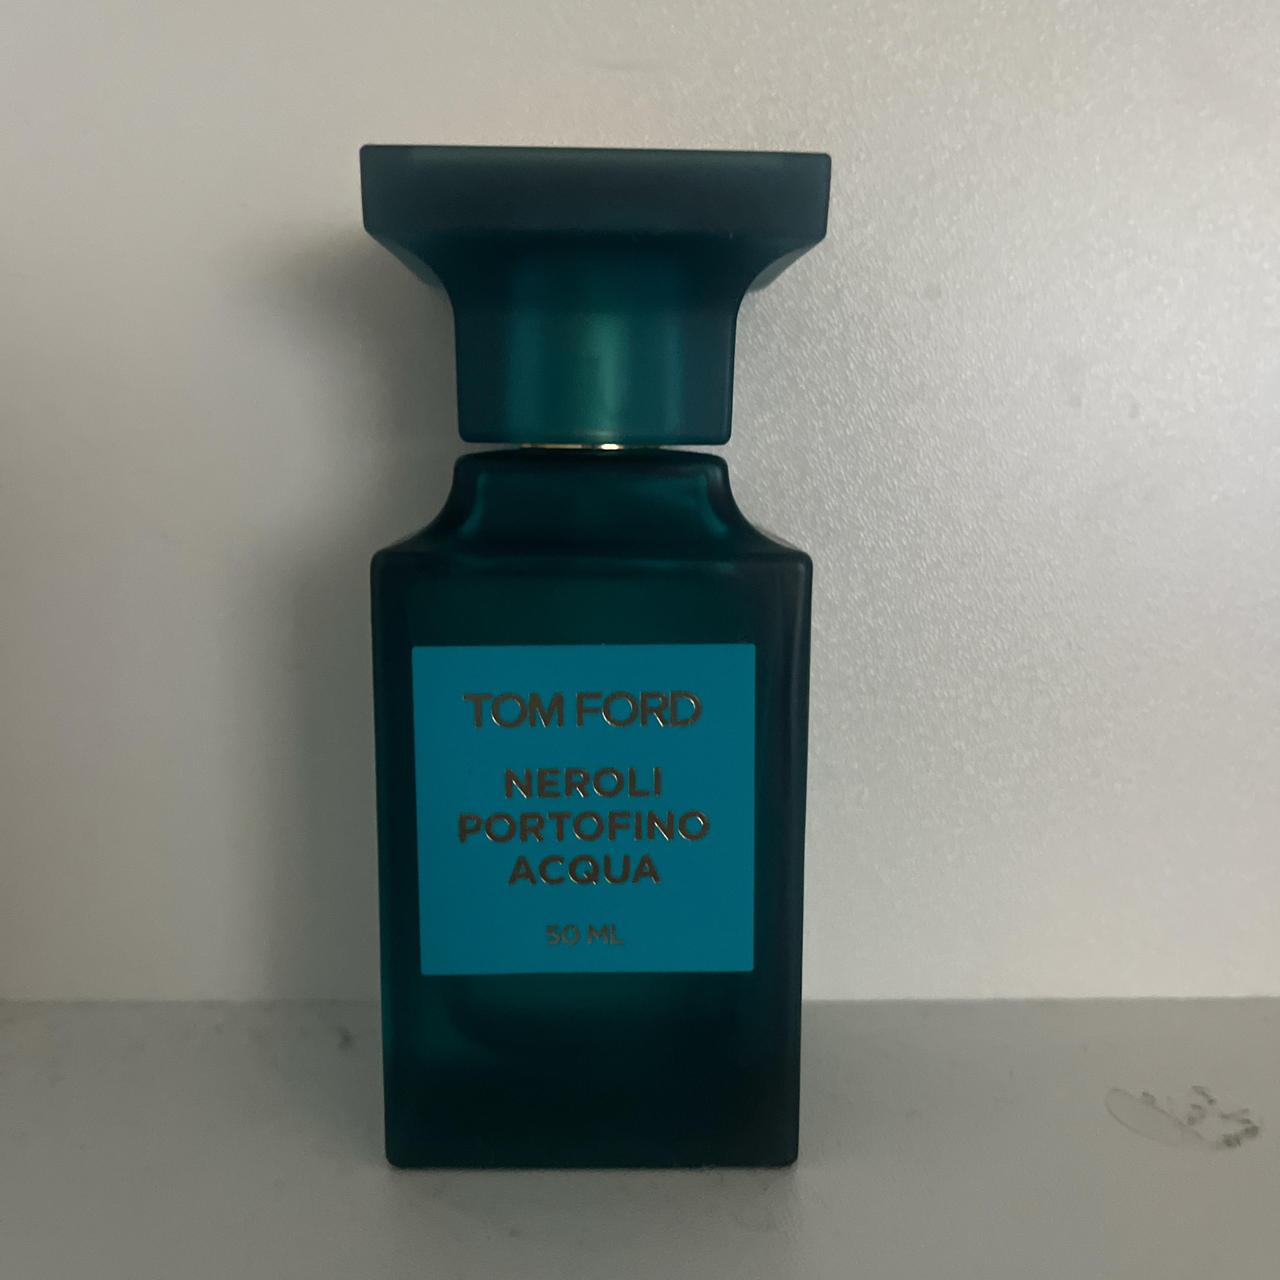 TOM FORD
NEROLI
PORTOFINO
ACQUA
50 ML